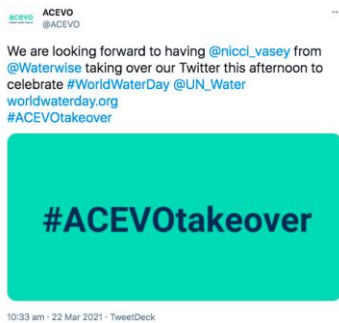 acevo
ACEVO
@ACEVO
We are looking forward to having @nicci_vasey from
@Waterwise taking over our Twitter this afternoon to
celebrate #WorldWaterDay @UN_Water
worldwaterday.org
#ACEVOtakeover
#ACEVOtakeover
10:33 am · 22 Mar 2021 · TweetDeck